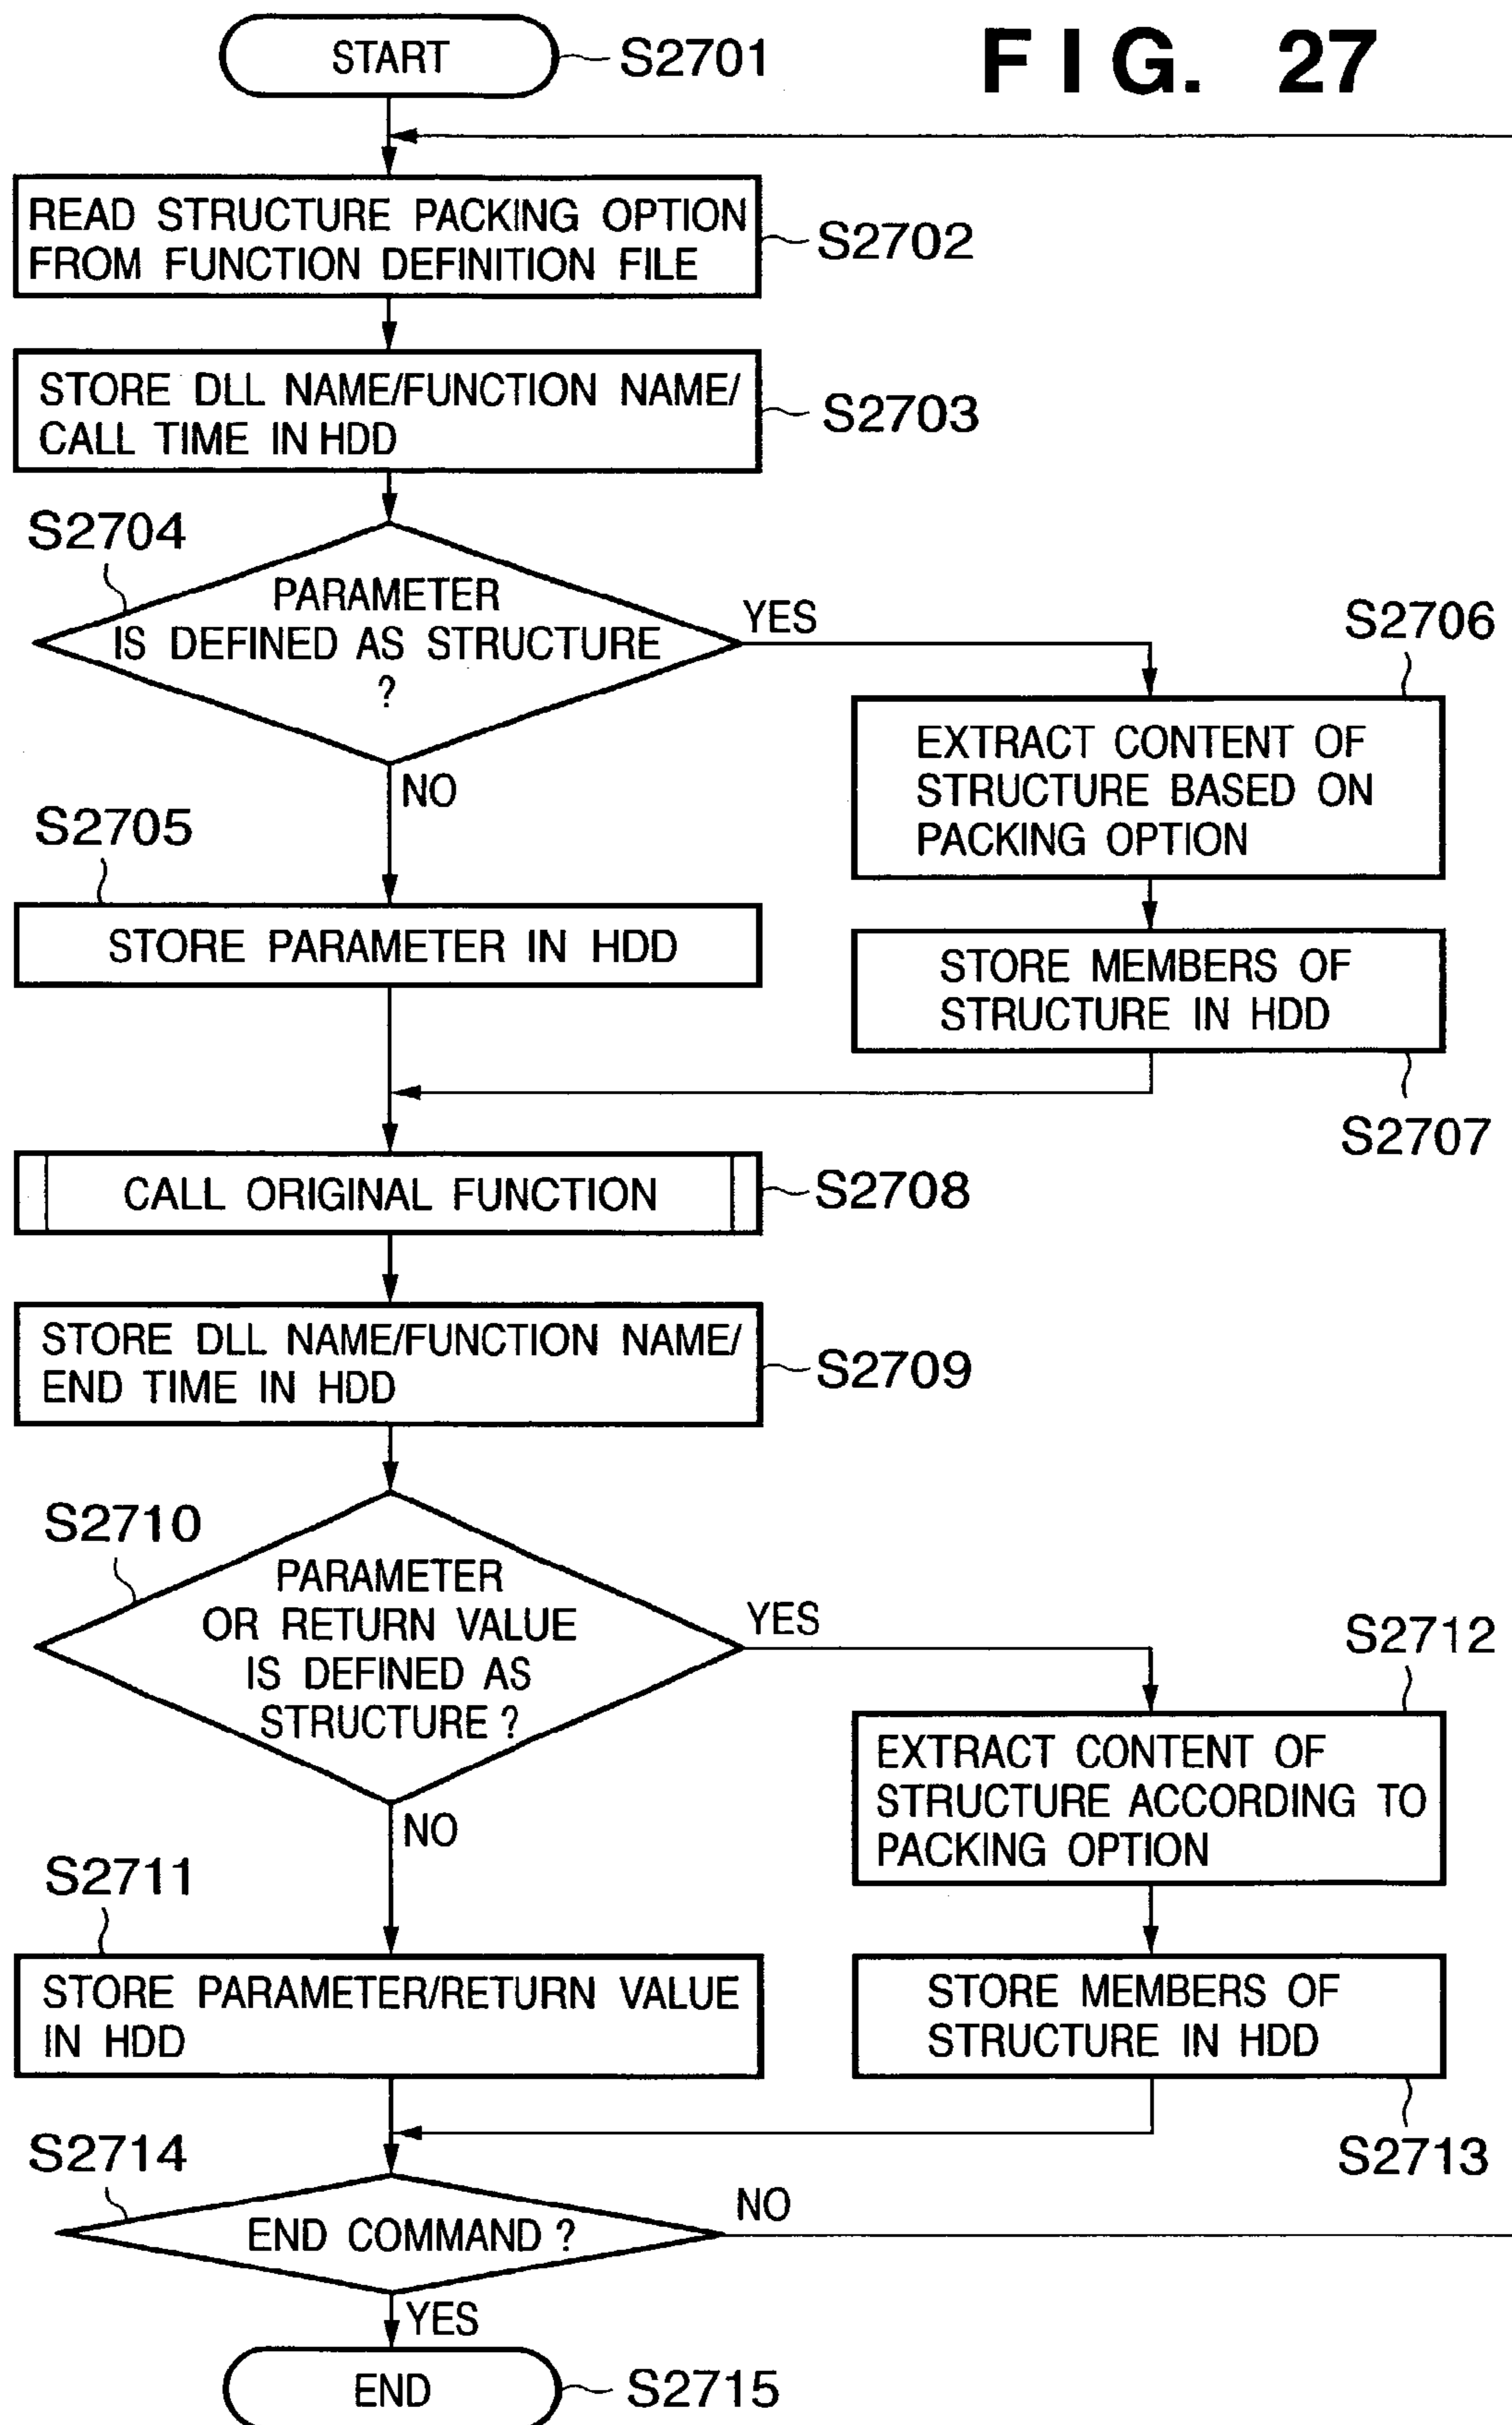 FIG. 27
START
S2701
READ STRUCTURE PACKING OPTION
FROM FUNCTION DEFINITION FILE
S2702
STORE DLL NAME/FUNCTION NAME/
CALL TIME IN HDD
S2703
S2704
PARAMETER
IS DEFINED AS STRUCTURE
?
YES
NO
S2705
STORE PARAMETER IN HDD
S2706
EXTRACT CONTENT OF
STRUCTURE BASED ON
PACKING OPTION
STORE MEMBERS OF
STRUCTURE IN HDD
S2707
CALL ORIGINAL FUNCTION
S2708
STORE DLL NAME/FUNCTION NAME/
END TIME IN HDD
S2709
S2710
PARAMETER
OR RETURN VALUE
IS DEFINED AS
STRUCTURE ?
YES
NO
S2711
STORE PARAMETER/RETURN VALUE
IN HDD
S2712
EXTRACT CONTENT OF
STRUCTURE ACCORDING TO
PACKING OPTION
STORE MEMBERS OF
STRUCTURE IN HDD
S2713
S2714
END COMMAND ?
NO
YES
END
S2715